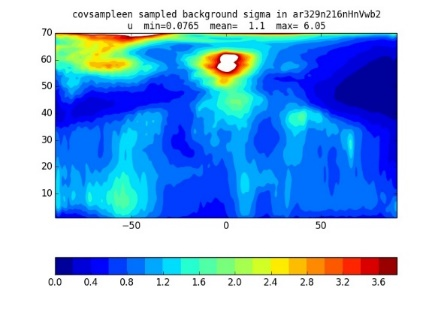 covsampleen sampled background sigma in ar329n216nHnVwb2
u  min=0.0765  mean=  1.1  max= 6.05
70
60
50
40
30
20
10
−50 0 50
0.0 0.4 0.8 1.2 1.6 2.0 2.4 2.8 3.2 3.6